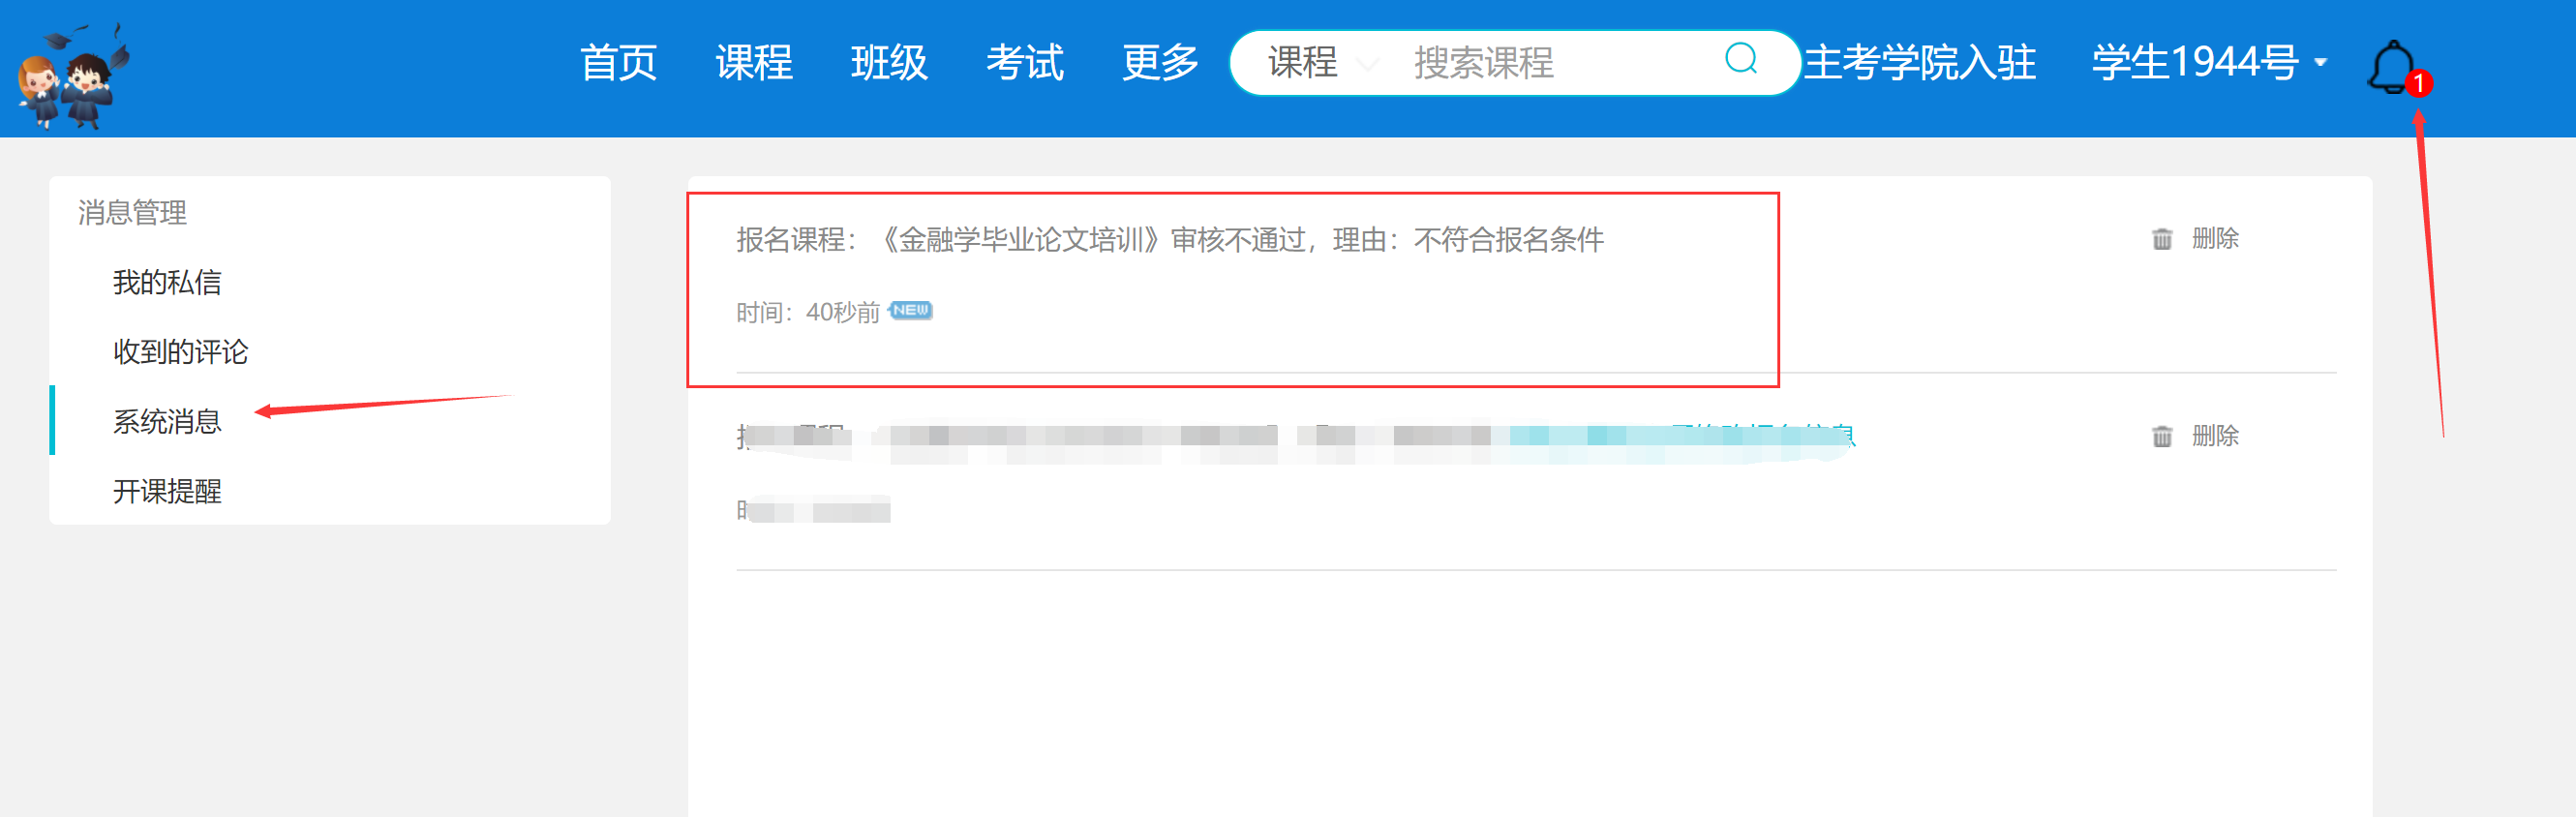 首页 课程 班级 考试 更多 课程 搜索课程 主考学院入驻 学生1944号 1
消息管理
我的私信
收到的评论
系统消息
开课提醒
报名课程：《金融学毕业论文培训》审核不通过，理由：不符合报名条件 删除
时间：40秒前 NEW
删除